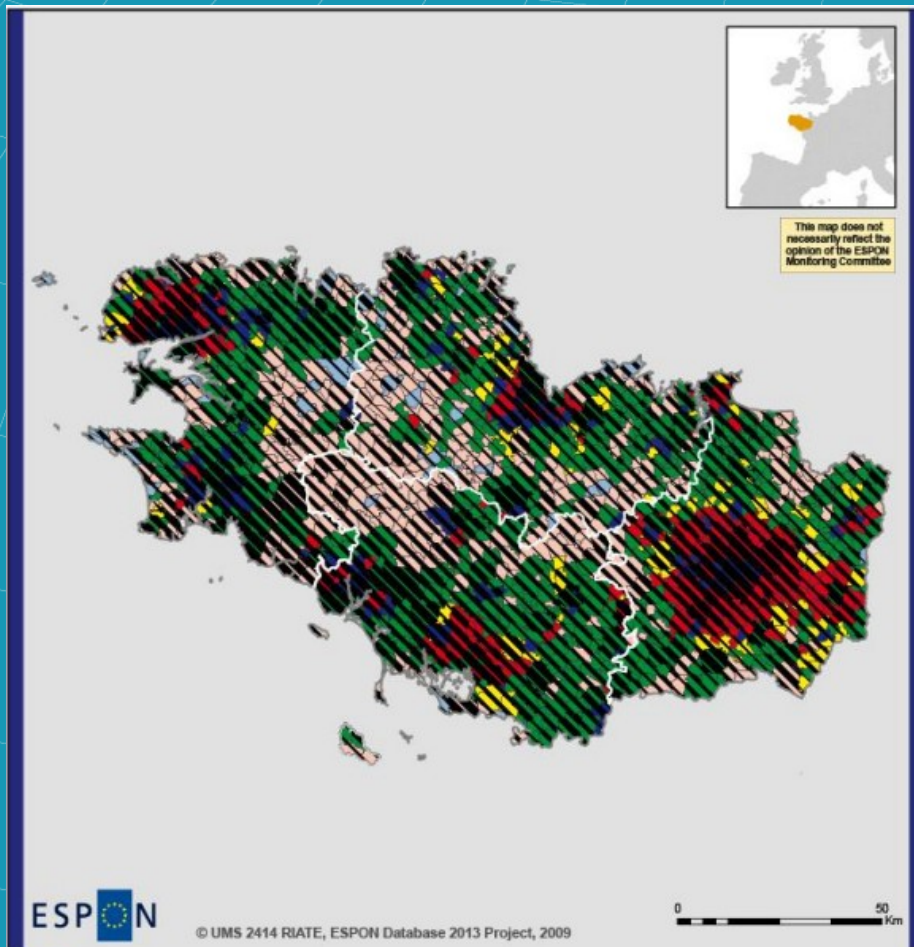 This map does not
necessarily reflect the
opinion of the ESPON
Monitoring Committee
ESPON
© UMS 2414 RIATE, ESPON Database 2013 Project, 2009
0 50
Km